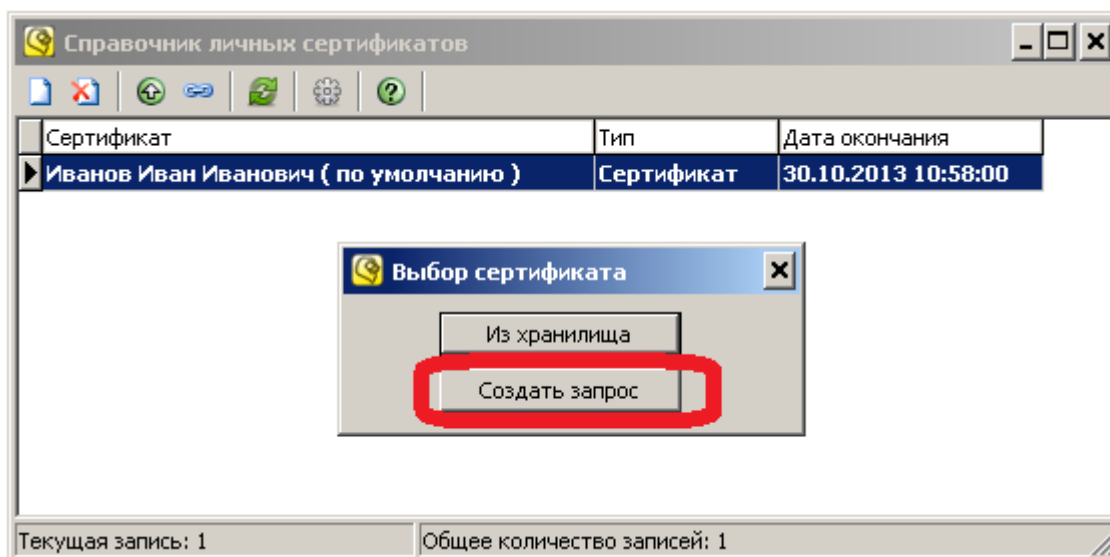 Справочник личных сертификатов
Сертификат Тип Дата окончания
Иванов Иван Иванович ( по умолчанию ) Сертификат 30.10.2013 10:58:00
Выбор сертификата
Из хранилища
Создать запрос
Текущая запись: 1 Общее количество записей: 1